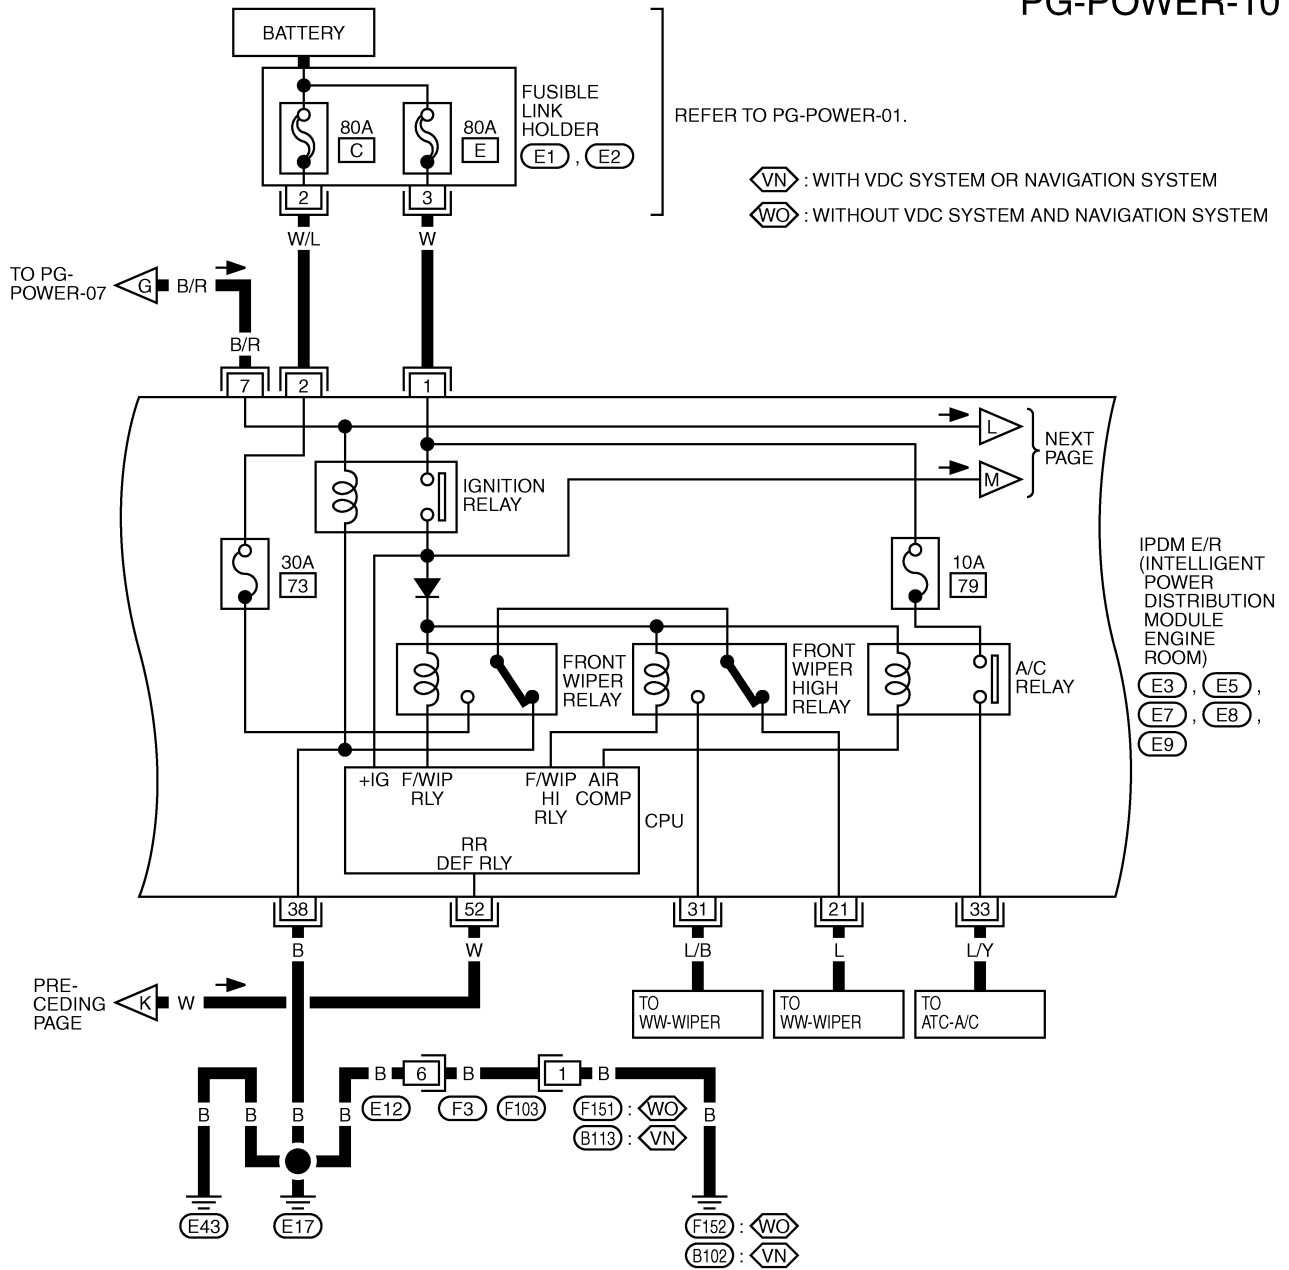 PG-POWER-10
BATTERY
FUSIBLE
LINK
HOLDER
E1 , E2
80A
C
80A
E
REFER TO PG-POWER-01.
VN : WITH VDC SYSTEM OR NAVIGATION SYSTEM
WO : WITHOUT VDC SYSTEM AND NAVIGATION SYSTEM
2
3
W/L
W
TO PG-
POWER-07
G
B/R
B/R
7
2
1
L
M
NEXT
PAGE
IGNITION
RELAY
30A
73
10A
79
IPDM E/R
(INTELLIGENT
POWER
DISTRIBUTION
MODULE
ENGINE
ROOM)
E3 , E5 ,
E7 , E8 ,
E9
FRONT
WIPER
RELAY
FRONT
WIPER
HIGH
RELAY
A/C
RELAY
+IG
F/WIP
RLY
F/WIP
HI
RLY
AIR
COMP
CPU
RR
DEF RLY
38
52
31
21
33
B
W
L/B
L
L/Y
PRE-
CEDING
PAGE
K
W
TO
WW-WIPER
TO
WW-WIPER
TO
ATC-A/C
B
6
B
1
B
E12
F3
F103
F151 : WO
B113 : VN
B
B
B
B
B
E43
E17
F152 : WO
B102 : VN